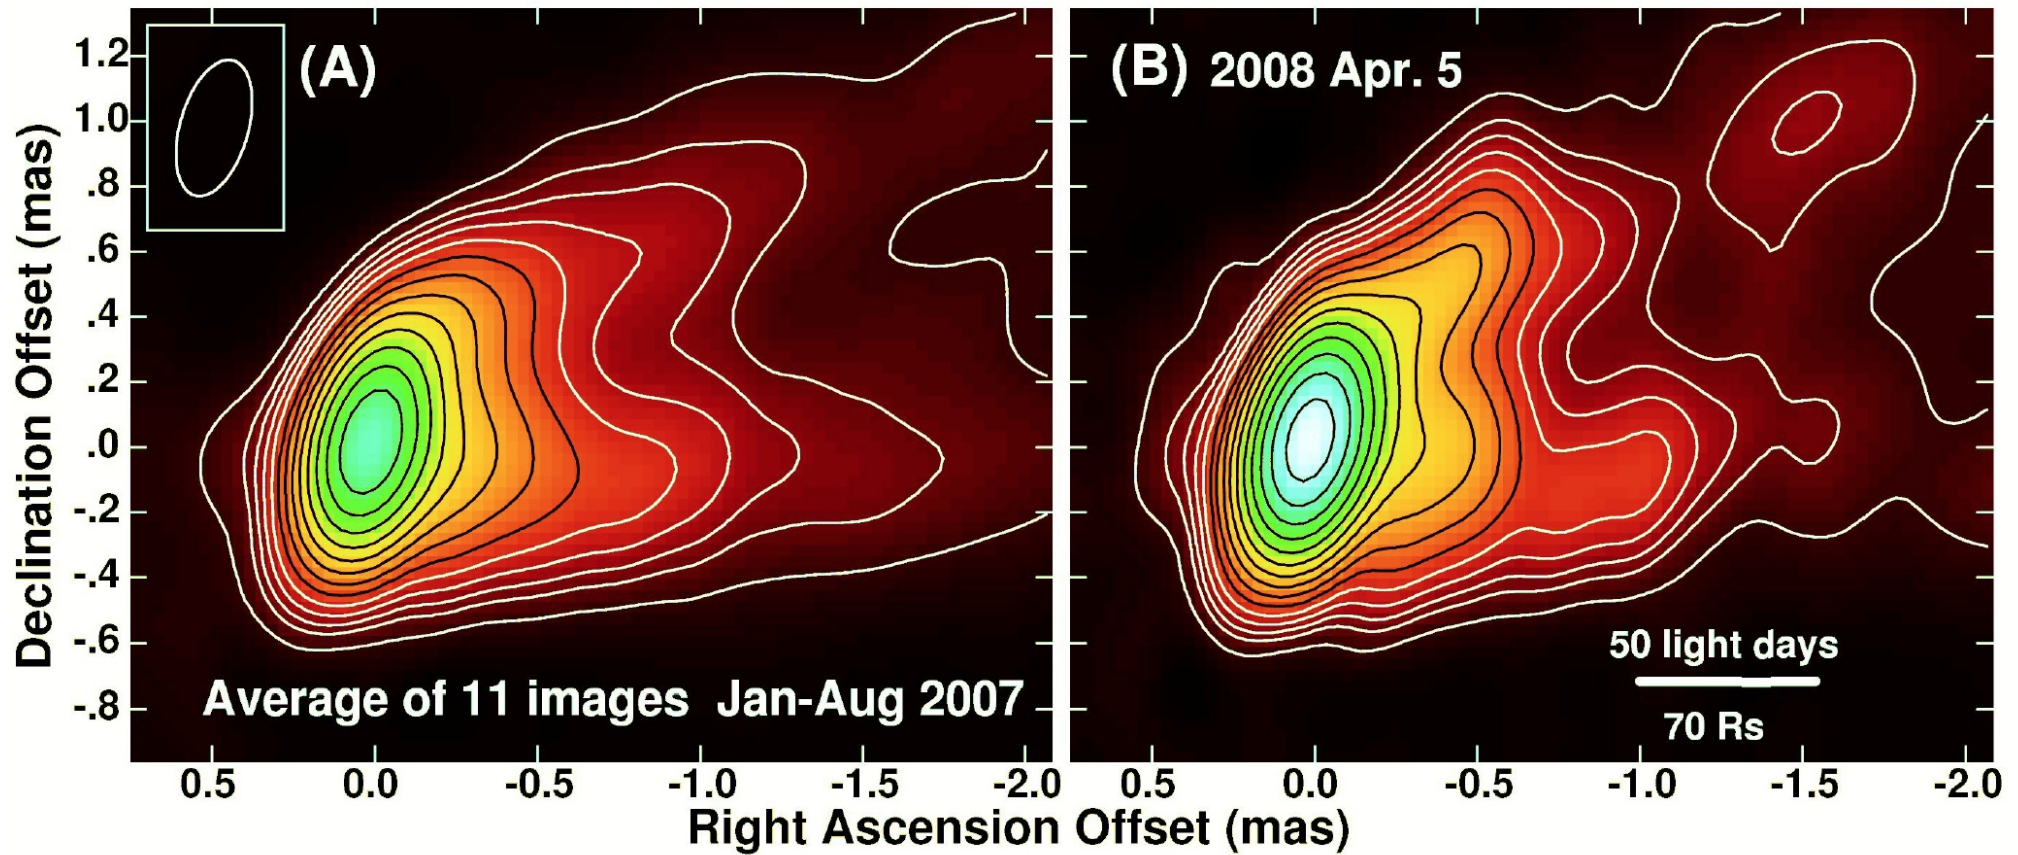 (A)
(B) 2008 Apr. 5
1.2
1.0
.8
.6
.4
.2
.0
-.2
-.4
-.6
-.8
Declination Offset (mas)
50 light days
70 Rs
Average of 11 images Jan-Aug 2007
0.5 0.0 -0.5 -1.0 -1.5 -2.0
0.5 0.0 -0.5 -1.0 -1.5 -2.0
Right Ascension Offset (mas)